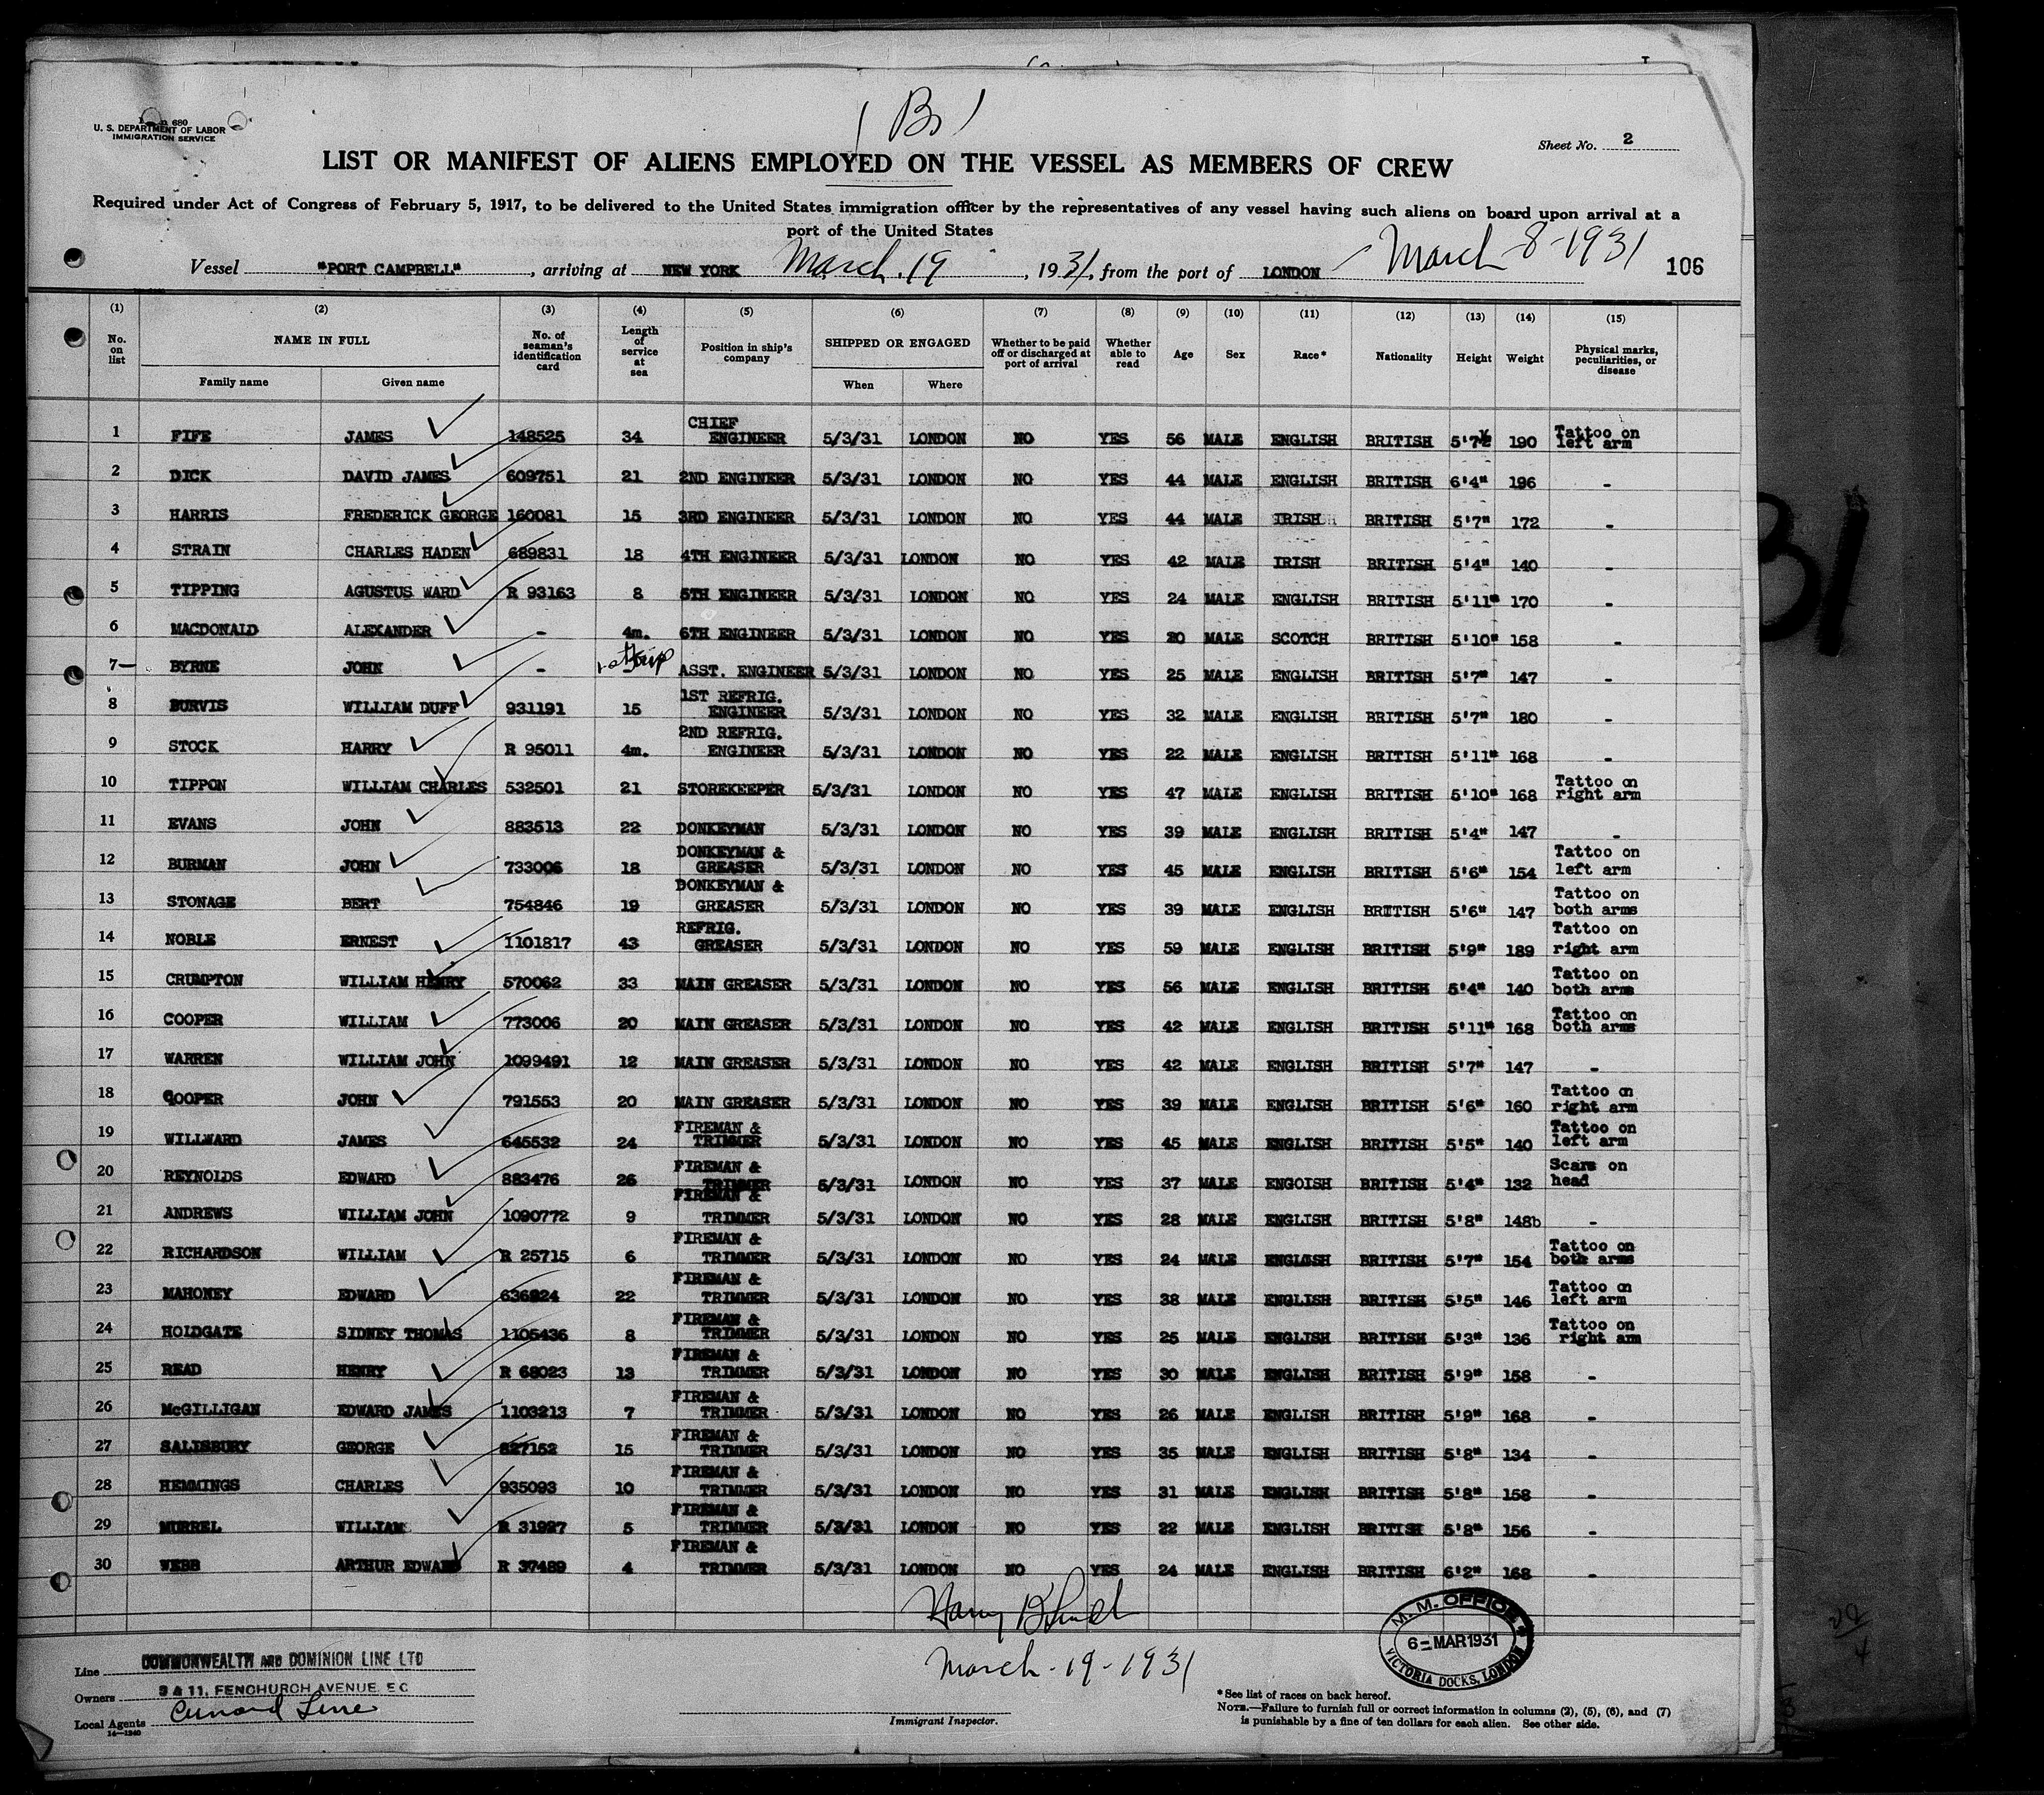 (B)
Form 680
U. S. DEPARTMENT OF LABOR
IMMIGRATION SERVICE
Sheet No. 2
LIST OR MANIFEST OF ALIENS EMPLOYED ON THE VESSEL AS MEMBERS OF CREW
Required under Act of Congress of February 5, 1917, to be delivered to the United States immigration officer by the representatives of any vessel having such aliens on board upon arrival at a
port of the United States
Vessel "PORT CAMPBELL", arriving at NEW YORK March 19, 1931, from the port of LONDON March 8-1931 106
(1) (2) (3) (4) (5) (6) (7) (8) (9) (10) (11) (12) (13) (14) (15)
No. on list NAME IN FULL No. of seaman's identification card Length of service at sea Position in ship's company SHIPPED OR ENGAGED Whether to be paid off or discharged at port of arrival Whether able to read Age Sex Race* Nationality Height Weight Physical marks, peculiarities, or disease
Family name Given name When Where
1 FIFE JAMES 148525 34 CHIEF ENGINEER 5/3/31 LONDON NO YES 56 MALE ENGLISH BRITISH 5'7½ 190 Tattoo on left arm
2 DICK DAVID JAMES 609751 21 2ND ENGINEER 5/3/31 LONDON NO YES 44 MALE ENGLISH BRITISH 6'4" 196 -
3 HARRIS FREDERICK GEORGE 160081 15 3RD ENGINEER 5/3/31 LONDON NO YES 44 MALE IRISH BRITISH 5'7" 172 -
4 STRAIN CHARLES HADEN 689831 18 4TH ENGINEER 5/3/31 LONDON NO YES 42 MALE IRISH BRITISH 5'4" 140 -
5 TIPPING AGUSTUS WARD R 93163 8 5TH ENGINEER 5/3/31 LONDON NO YES 24 MALE ENGLISH BRITISH 5'11" 170 -
6 MACDONALD ALEXANDER - 4m. 6TH ENGINEER 5/3/31 LONDON NO YES 20 MALE SCOTCH BRITISH 5'10" 158 -
7 BYRNE JOHN - 1st trip ASST. ENGINEER 5/3/31 LONDON NO YES 25 MALE ENGLISH BRITISH 5'7" 147 -
8 BURVIS WILLIAM DUFF 931191 15 1ST REFRIG. ENGINEER 5/3/31 LONDON NO YES 32 MALE ENGLISH BRITISH 5'7" 180 -
9 STOCK HARRY R 95011 4m. 2ND REFRIG. ENGINEER 5/3/31 LONDON NO YES 22 MALE ENGLISH BRITISH 5'11" 168 -
10 TIPPON WILLIAM CHARLES 532501 21 STOREKEEPER 5/3/31 LONDON NO YES 47 MALE ENGLISH BRITISH 5'10" 168 Tattoo on right arm
11 EVANS JOHN 883513 22 DONKEYMAN 5/3/31 LONDON NO YES 39 MALE ENGLISH BRITISH 5'4" 147 -
12 BURMAN JOHN 733006 18 DONKEYMAN & GREASER 5/3/31 LONDON NO YES 45 MALE ENGLISH BRITISH 5'6" 154 Tattoo on left arm
13 STONAGE BERT 754846 19 DONKEYMAN & GREASER 5/3/31 LONDON NO YES 39 MALE ENGLISH BRITISH 5'6" 147 Tattoo on both arms
14 NOBLE ERNEST 1101817 43 REFRIG. GREASER 5/3/31 LONDON NO YES 59 MALE ENGLISH BRITISH 5'9" 189 Tattoo on right arm
15 CRUMPTON WILLIAM HENRY 570062 33 MAIN GREASER 5/3/31 LONDON NO YES 56 MALE ENGLISH BRITISH 5'4" 140 Tattoo on both arms
16 COOPER WILLIAM 773006 20 MAIN GREASER 5/3/31 LONDON NO YES 42 MALE ENGLISH BRITISH 5'11" 168 Tattoo on both arms
17 WARREN WILLIAM JOHN 1099491 12 MAIN GREASER 5/3/31 LONDON NO YES 42 MALE ENGLISH BRITISH 5'7" 147 -
18 COOPER JOHN 791553 20 MAIN GREASER 5/3/31 LONDON NO YES 39 MALE ENGLISH BRITISH 5'6" 160 Tattoo on right arm
19 WILLWARD JAMES 645532 24 FIREMAN & TRIMMER 5/3/31 LONDON NO YES 45 MALE ENGLISH BRITISH 5'5" 140 Tattoo on left arm
20 REYNOLDS EDWARD 883476 26 FIREMAN & TRIMMER 5/3/31 LONDON NO YES 37 MALE ENGOISH BRITISH 5'4" 132 Scars on head
21 ANDREWS WILLIAM JOHN 1090772 9 FIREMAN & TRIMMER 5/3/31 LONDON NO YES 28 MALE ENGLISH BRITISH 5'8" 148b -
22 RICHARDSON WILLIAM R 25715 6 FIREMAN & TRIMMER 5/3/31 LONDON NO YES 24 MALE ENGLISH BRITISH 5'7" 154 Tattoo on both arms
23 MAHONEY EDWARD 636824 22 FIREMAN & TRIMMER 5/3/31 LONDON NO YES 38 MALE ENGLISH BRITISH 5'5" 146 Tattoo on left arm
24 HOLDGATE SIDNEY THOMAS 1105436 8 FIREMAN & TRIMMER 5/3/31 LONDON NO YES 25 MALE ENGLISH BRITISH 5'3" 136 Tattoo on right arm
25 READ HENRY R 68023 13 FIREMAN & TRIMMER 5/3/31 LONDON NO YES 30 MALE ENGLISH BRITISH 5'9" 158 -
26 McGILLIGAN EDWARD JAMES 1103213 7 FIREMAN & TRIMMER 5/3/31 LONDON NO YES 26 MALE ENGLISH BRITISH 5'9" 168 -
27 SALISBURY GEORGE 827152 15 FIREMAN & TRIMMER 5/3/31 LONDON NO YES 35 MALE ENGLISH BRITISH 5'8" 134 -
28 HEMMINGS CHARLES 935093 10 FIREMAN & TRIMMER 5/3/31 LONDON NO YES 31 MALE ENGLISH BRITISH 5'8" 158 -
29 MURREL WILLIAM R 31927 5 FIREMAN & TRIMMER 5/3/31 LONDON NO YES 22 MALE ENGLISH BRITISH 5'8" 156 -
30 WEBB ARTHUR EDWARD R 37489 4 FIREMAN & TRIMMER 5/3/31 LONDON NO YES 24 MALE ENGLISH BRITISH 6'2" 168 -
Harry
March-19-1931
M. M. OFFICE
6-MAR1931
VICTORIA DOCKS, LONDON
Line COMMONWEALTH AND DOMINION LINE LTD
Owners 9 & 11, FENCHURCH AVENUE, E C
Local Agents Cunard Line
14-1240
Immigrant Inspector.
*See list of races on back hereof.
NOTE.—Failure to furnish full or correct information in columns (2), (5), (6), and (7)
is punishable by a fine of ten dollars for each alien. See other side.
31